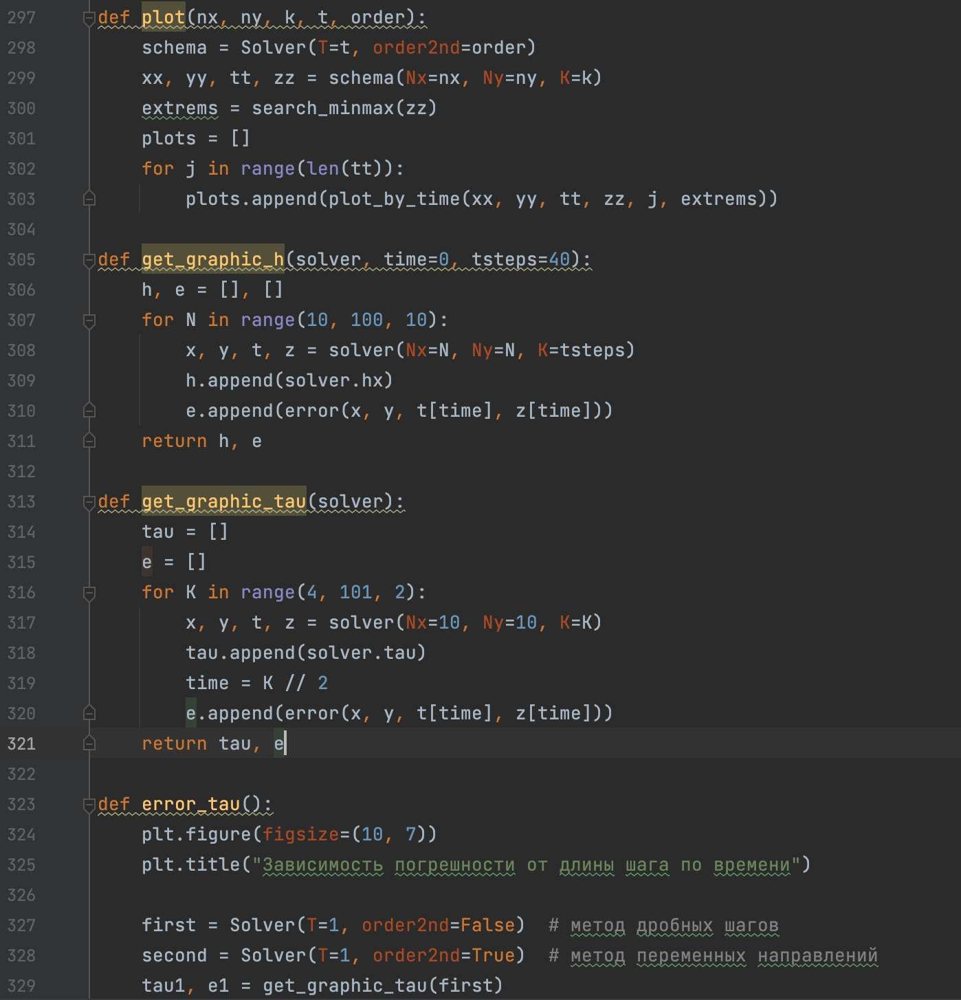 297 def plot(nx, ny, k, t, order):
298     schema = Solver(T=t, order2nd=order)
299     xx, yy, tt, zz = schema(Nx=nx, Ny=ny, K=k)
300     extrems = search_minmax(zz)
301     plots = []
302     for j in range(len(tt)):
303         plots.append(plot_by_time(xx, yy, tt, zz, j, extrems))
304
305 def get_graphic_h(solver, time=0, tsteps=40):
306     h, e = [], []
307     for N in range(10, 100, 10):
308         x, y, t, z = solver(Nx=N, Ny=N, K=tsteps)
309         h.append(solver.hx)
310         e.append(error(x, y, t[time], z[time]))
311     return h, e
312
313 def get_graphic_tau(solver):
314     tau = []
315     e = []
316     for K in range(4, 101, 2):
317         x, y, t, z = solver(Nx=10, Ny=10, K=K)
318         tau.append(solver.tau)
319         time = K // 2
320         e.append(error(x, y, t[time], z[time]))
321     return tau, e
322
323 def error_tau():
324     plt.figure(figsize=(10, 7))
325     plt.title("Зависимость погрешности от длины шага по времени")
326
327     first = Solver(T=1, order2nd=False)  # метод дробных шагов
328     second = Solver(T=1, order2nd=True)  # метод переменных направлений
329     tau1, e1 = get_graphic_tau(first)